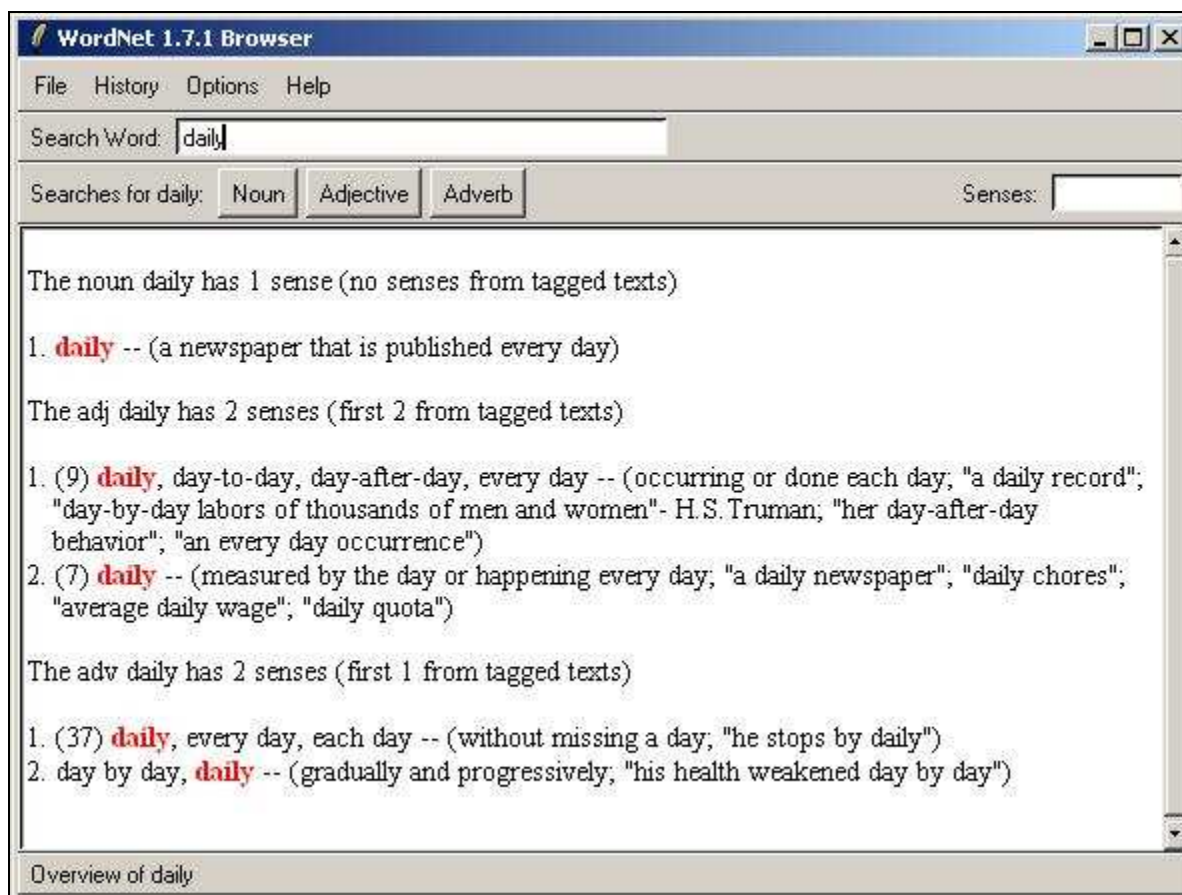 WordNet 1.7.1 Browser
File History Options Help
Search Word: daily
Searches for daily: Noun Adjective Adverb Senses:
The noun daily has 1 sense (no senses from tagged texts)
1. daily -- (a newspaper that is published every day)
The adj daily has 2 senses (first 2 from tagged texts)
1. (9) daily, day-to-day, day-after-day, every day -- (occurring or done each day; "a daily record";
"day-by-day labors of thousands of men and women"- H.S.Truman; "her day-after-day
behavior"; "an every day occurrence")
2. (7) daily -- (measured by the day or happening every day; "a daily newspaper"; "daily chores";
"average daily wage"; "daily quota")
The adv daily has 2 senses (first 1 from tagged texts)
1. (37) daily, every day, each day -- (without missing a day; "he stops by daily")
2. day by day, daily -- (gradually and progressively; "his health weakened day by day")
Overview of daily